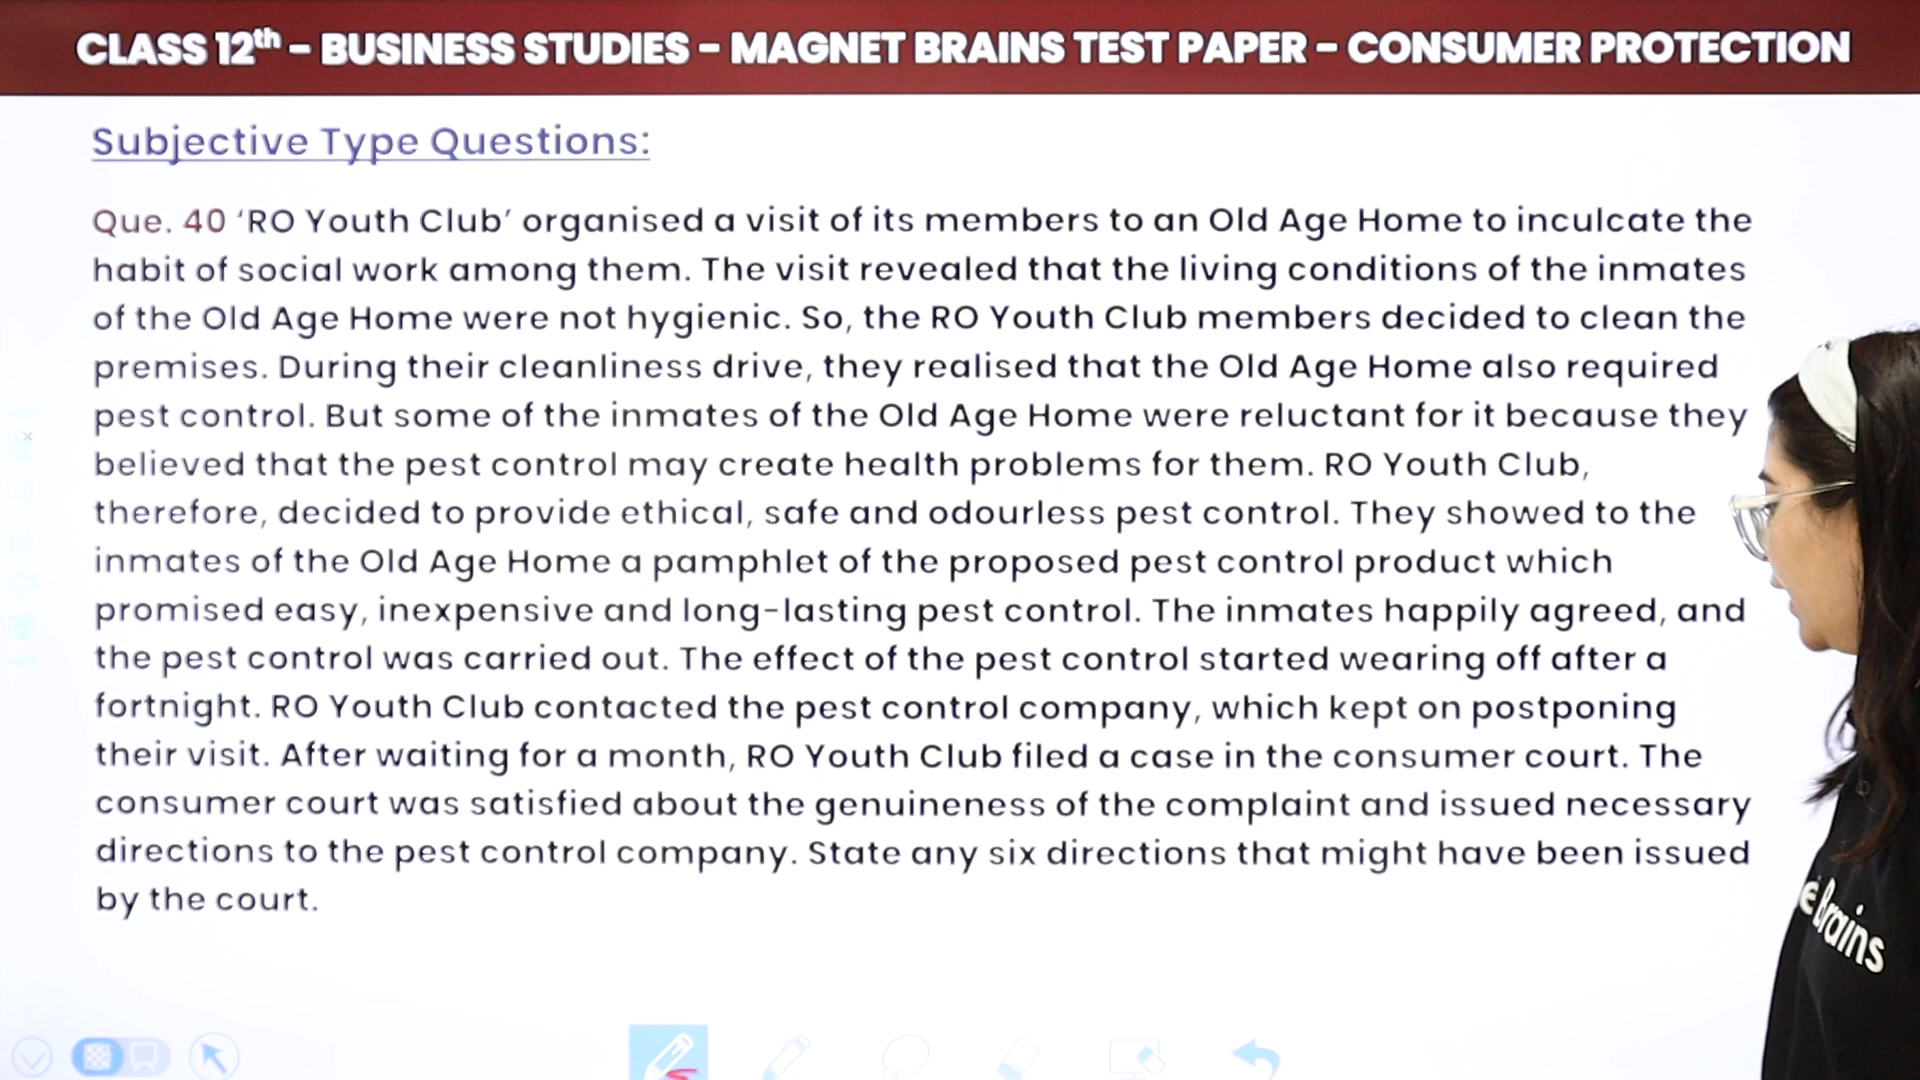 CLASS 12th – BUSINESS STUDIES – MAGNET BRAINS TEST PAPER – CONSUMER PROTECTION
Subjective Type Questions:
Que. 40 ‘RO Youth Club’ organised a visit of its members to an Old Age Home to inculcate the
habit of social work among them. The visit revealed that the living conditions of the inmates
of the Old Age Home were not hygienic. So, the RO Youth Club members decided to clean the
premises. During their cleanliness drive, they realised that the Old Age Home also required
pest control. But some of the inmates of the Old Age Home were reluctant for it because they
believed that the pest control may create health problems for them. RO Youth Club,
therefore, decided to provide ethical, safe and odourless pest control. They showed to the
inmates of the Old Age Home a pamphlet of the proposed pest control product which
promised easy, inexpensive and long-lasting pest control. The inmates happily agreed, and
the pest control was carried out. The effect of the pest control started wearing off after a
fortnight. RO Youth Club contacted the pest control company, which kept on postponing
their visit. After waiting for a month, RO Youth Club filed a case in the consumer court. The
consumer court was satisfied about the genuineness of the complaint and issued necessary
directions to the pest control company. State any six directions that might have been issued
by the court.
e Brains